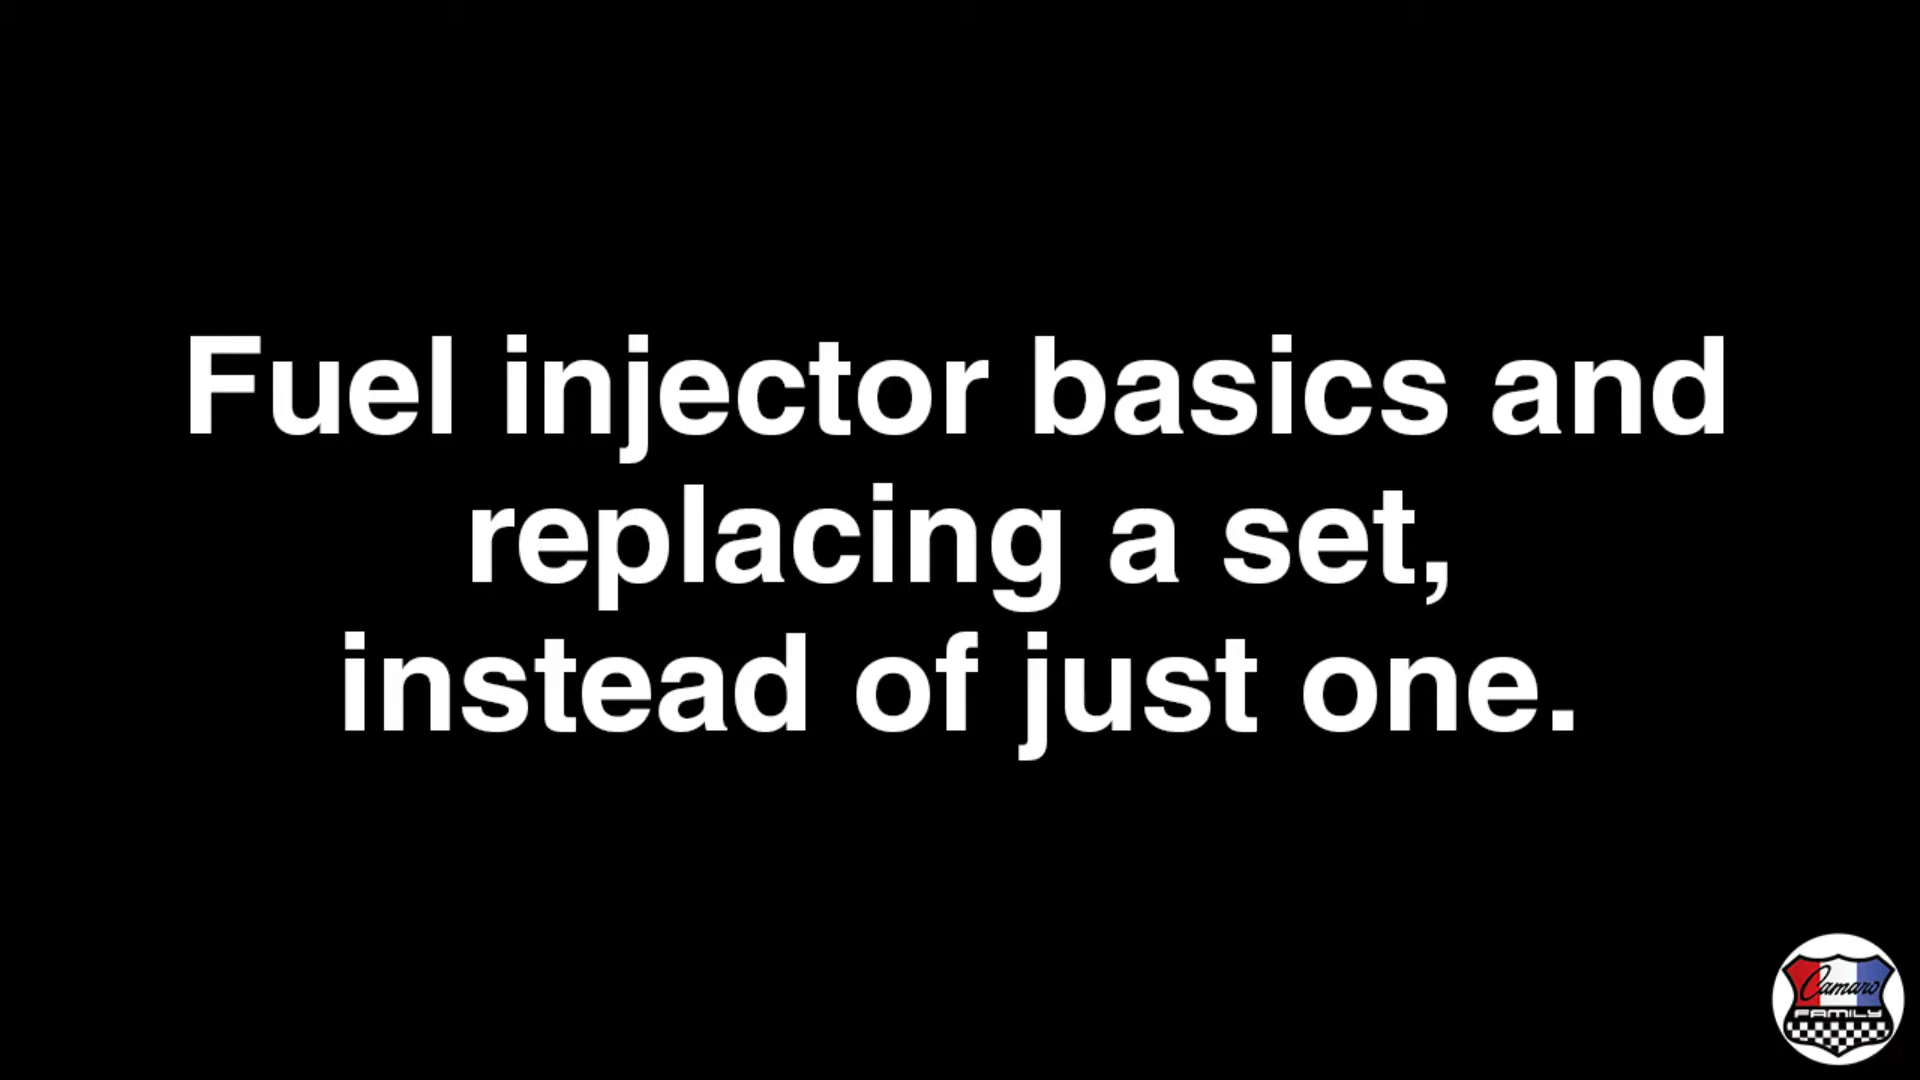 Fuel injector basics and
replacing a set,
instead of just one.
Camaro
FAMILY